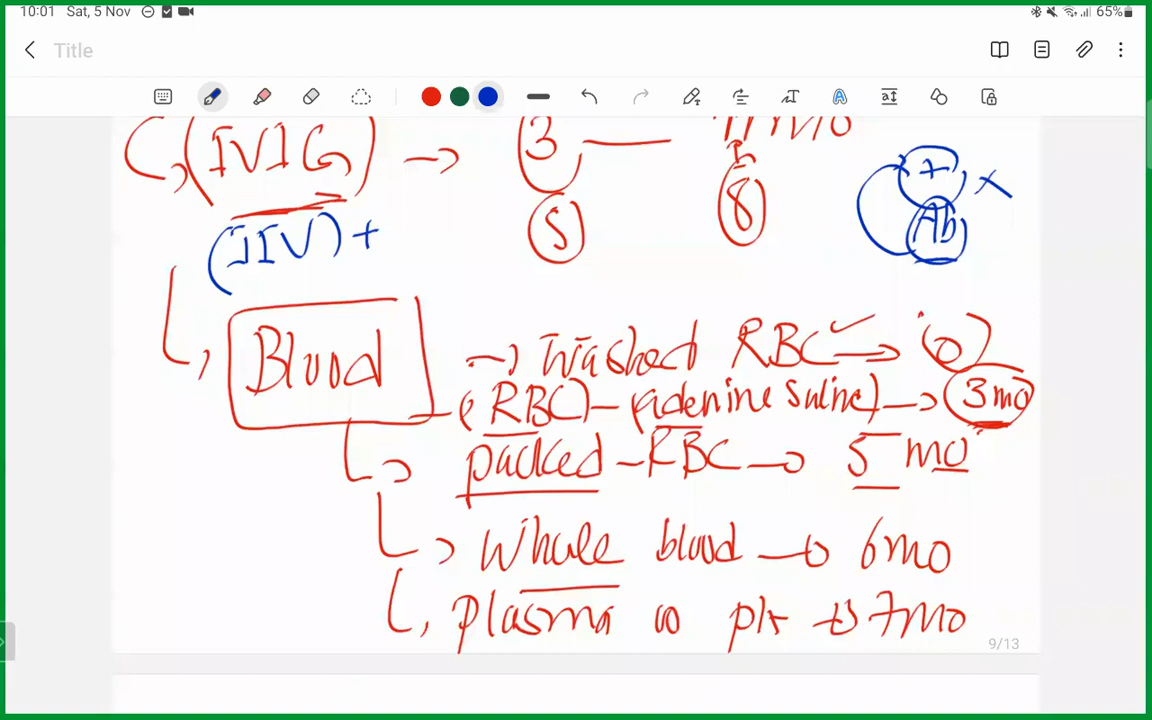 10:01 Sat, 5 Nov 65%
Title
(IVIG) → 3 —
5 8
(IIV) + + Ab ×
Blood → Washed RBC → (0)
(RBC) - (adenine saline) → 3mo
packed - RBC → 5 mo
Whole blood → 6mo
plasma or plt → 7mo
9/13